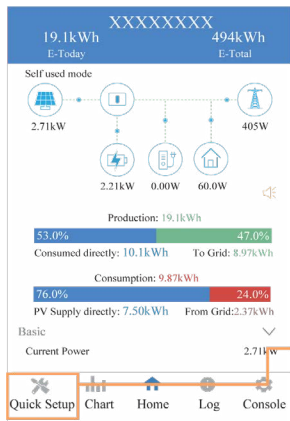 XXXXXXXX
19.1kWh 494kWh
E-Today E-Total
Self used mode
2.71kW 405W
2.21kW 0.00W 60.0W
Production: 19.1kWh
53.0% 47.0%
Consumed directly: 10.1kWh To Grid: 8.97kWh
Consumption: 9.87kWh
76.0% 24.0%
PV Supply directly: 7.50kWh From Grid:2.37kWh
Basic
Current Power 2.71kW
Quick Setup Chart Home Log Console